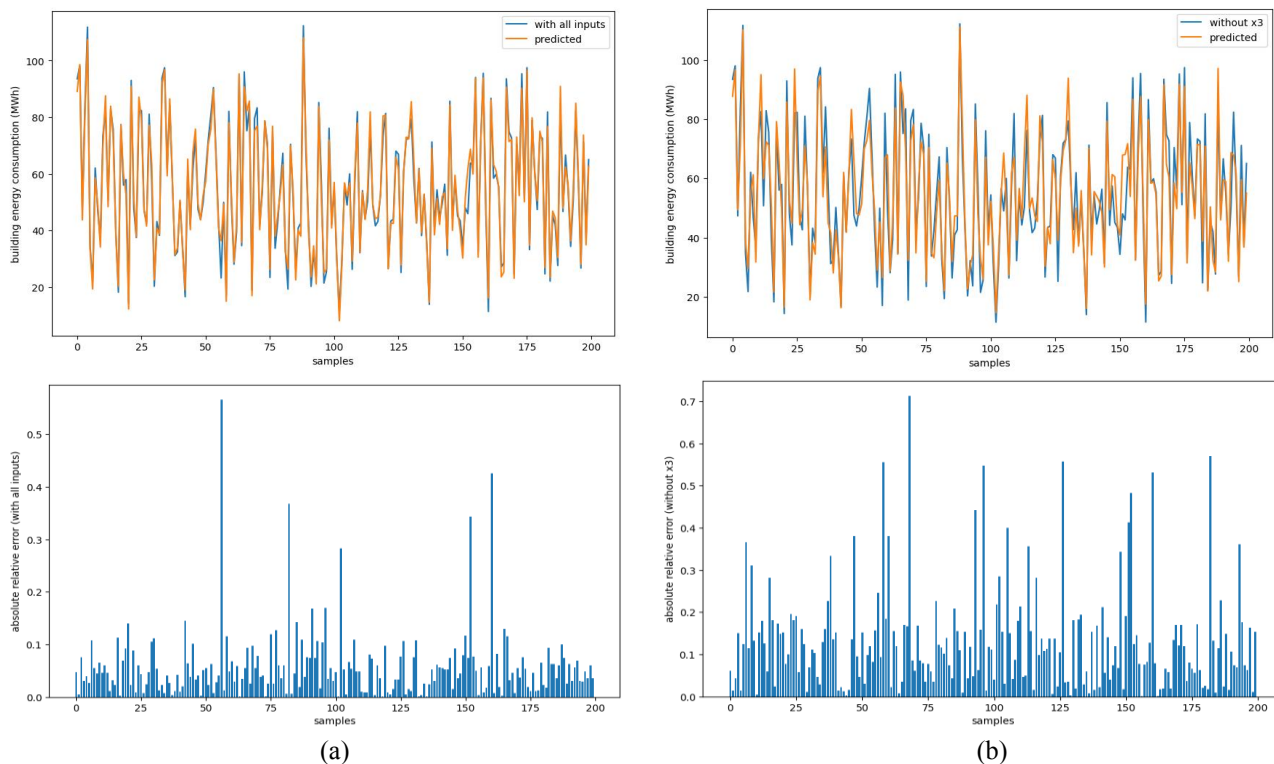 with all inputs
predicted
building energy consumption (MWh)
100
80
60
40
20
0 25 50 75 100 125 150 175 200
samples
without x3
predicted
building energy consumption (MWh)
100
80
60
40
20
0 25 50 75 100 125 150 175 200
samples
absolute relative error (with all inputs)
0.5
0.4
0.3
0.2
0.1
0.0
0 25 50 75 100 125 150 175 200
samples
absolute relative error (without x3)
0.7
0.6
0.5
0.4
0.3
0.2
0.1
0.0
0 25 50 75 100 125 150 175 200
samples
(a)
(b)